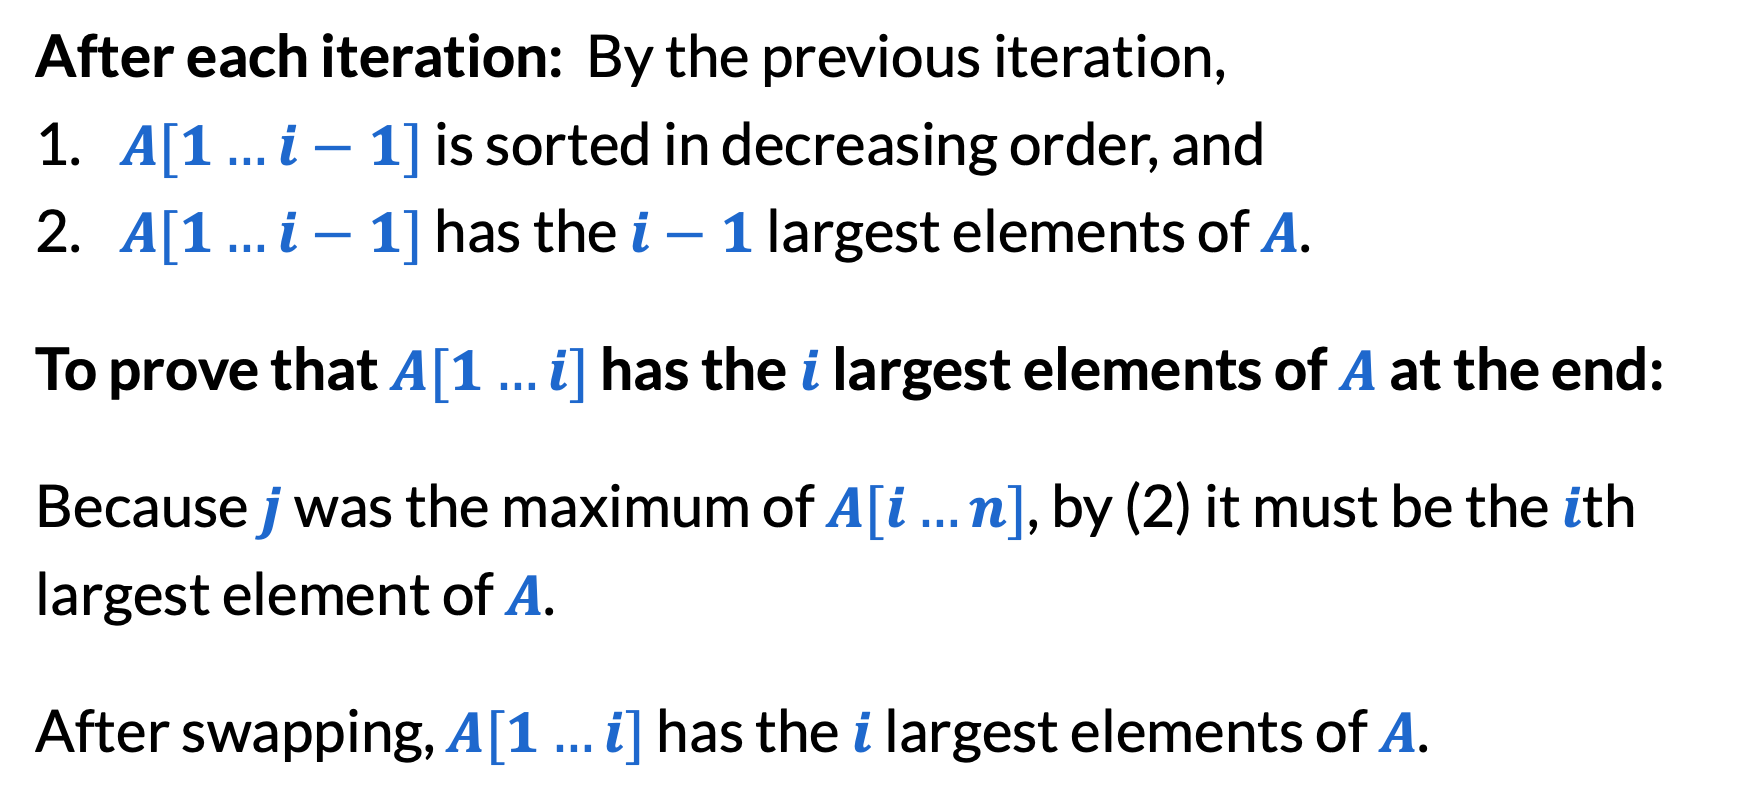 After each iteration: By the previous iteration,
1. A[1 ... i − 1] is sorted in decreasing order, and
2. A[1 ... i − 1] has the i − 1 largest elements of A.
To prove that A[1 ... i] has the i largest elements of A at the end:
Because j was the maximum of A[i ... n], by (2) it must be the ith
largest element of A.
After swapping, A[1 ... i] has the i largest elements of A.